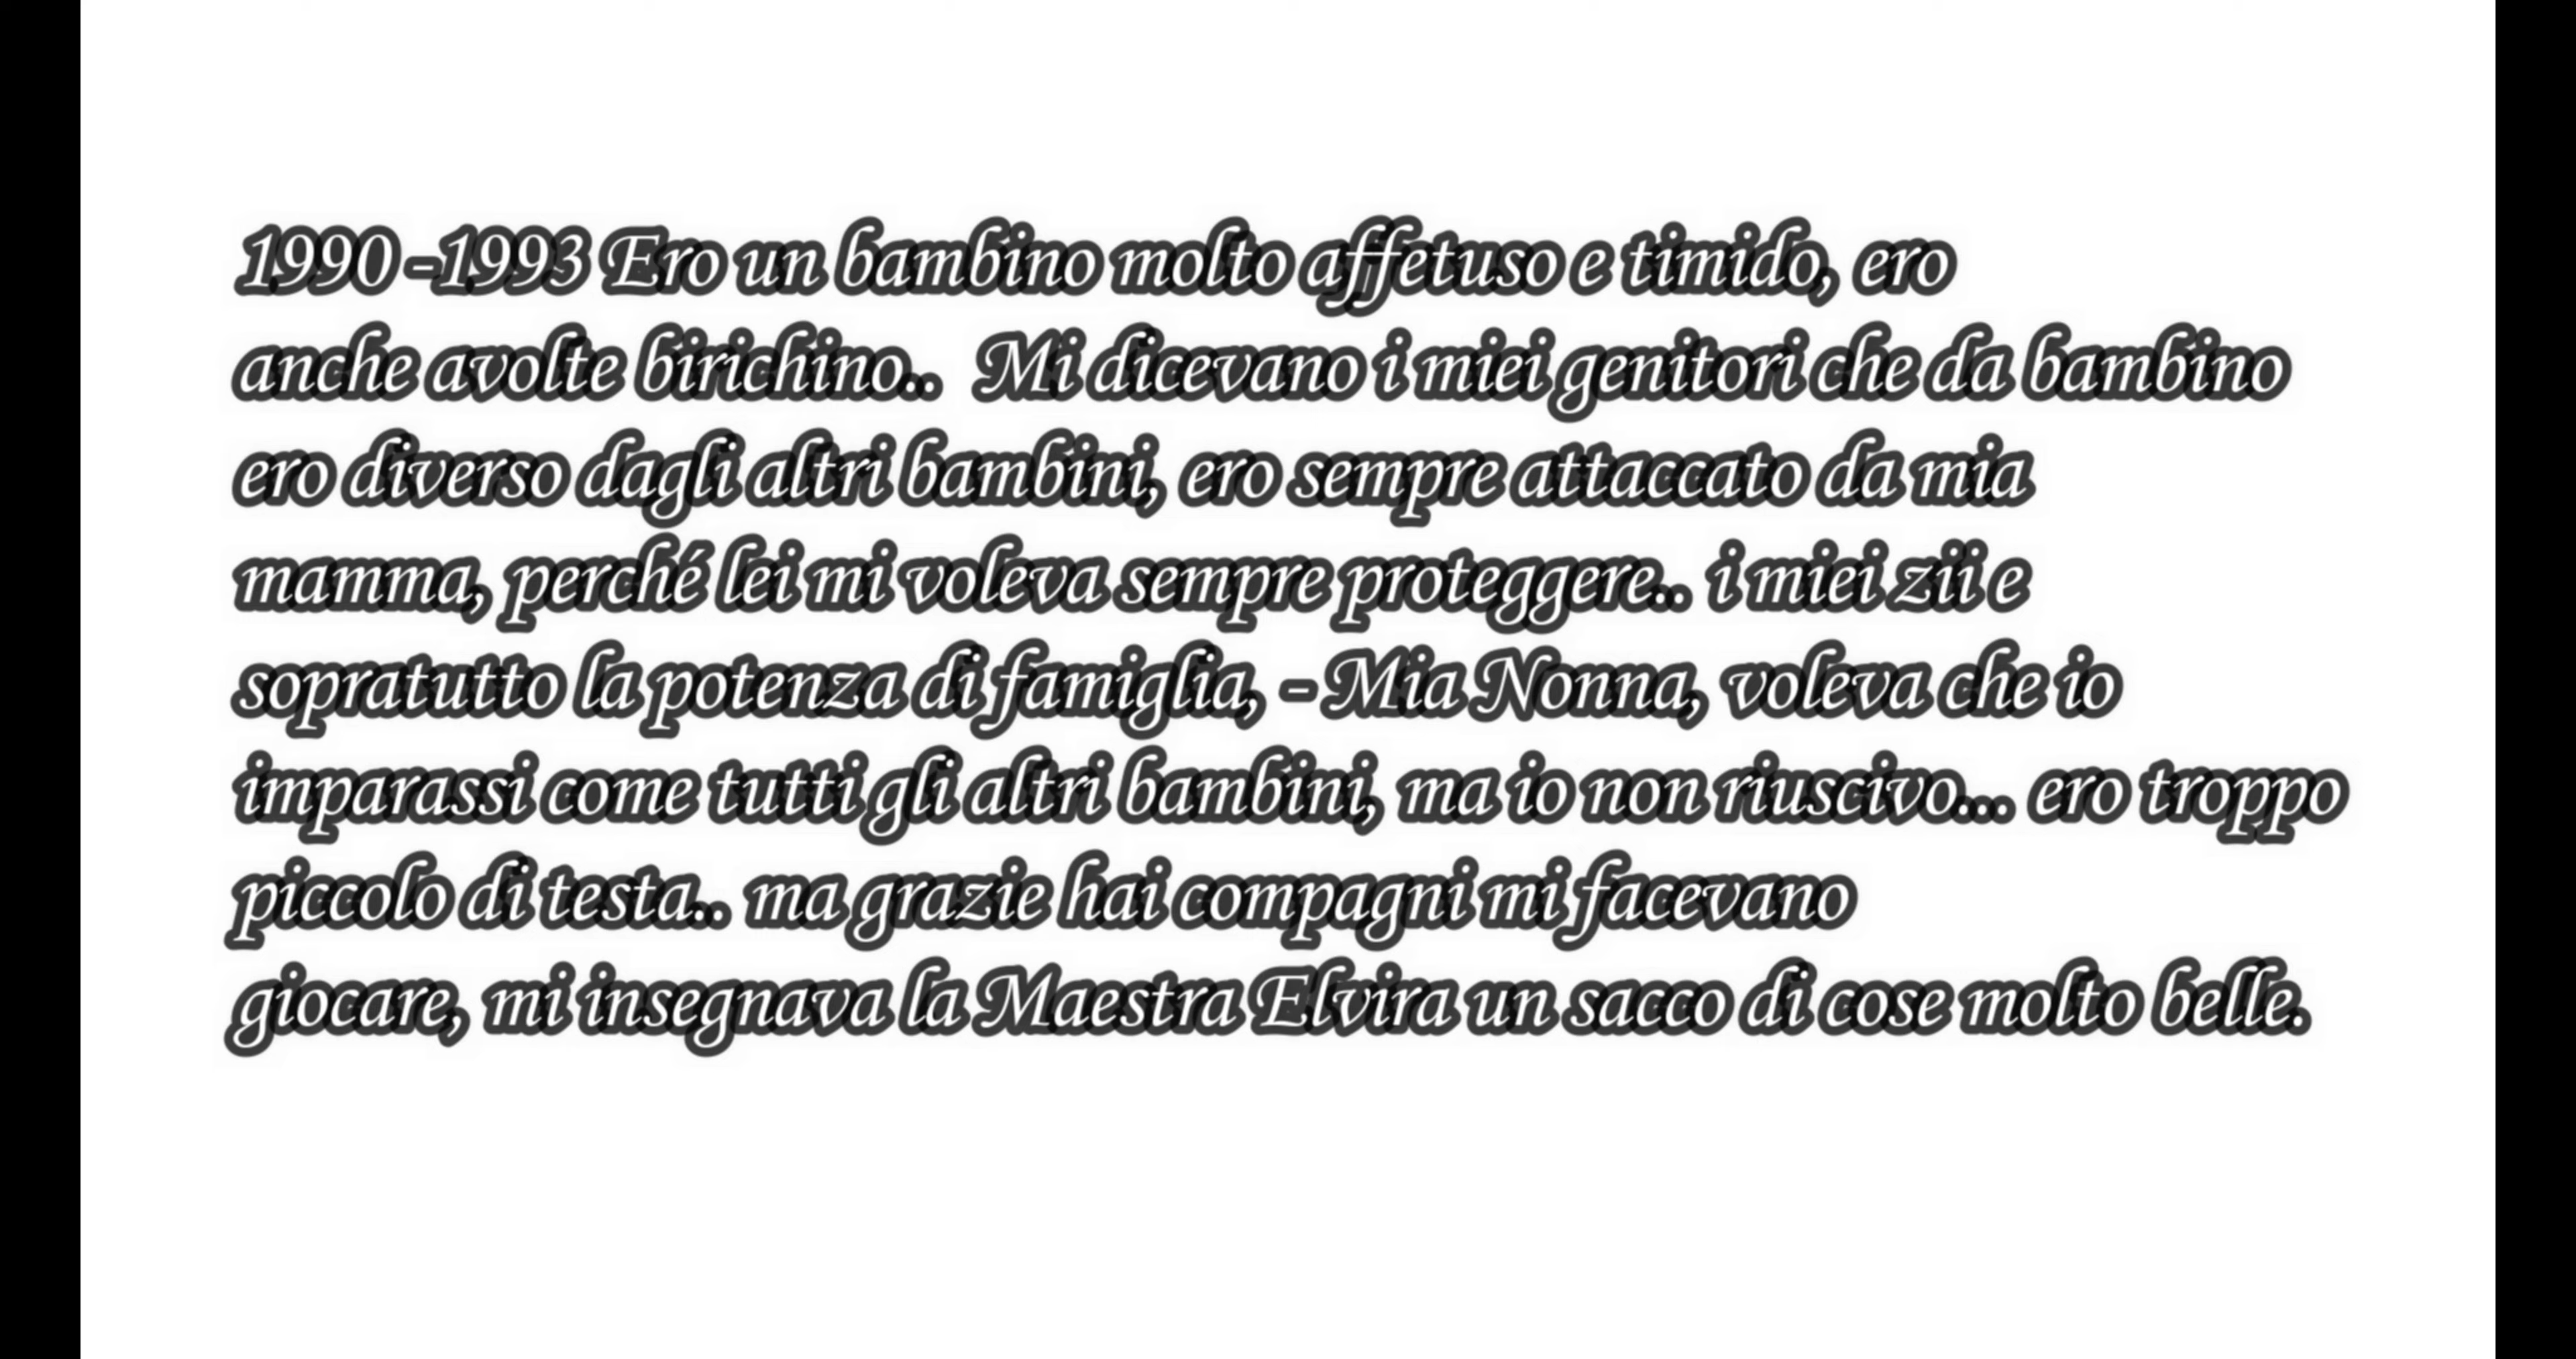 1990 -1993 Ero un bambino molto affetuso e timido, ero
anche avolte birichino.. Mi dicevano i miei genitori che da bambino
ero diverso dagli altri bambini, ero sempre attaccato da mia
mamma, perché lei mi voleva sempre proteggere.. i miei zii e
sopratutto la potenza di famiglia, - Mia Nonna, voleva che io
imparassi come tutti gli altri bambini, ma io non riuscivo... ero troppo
piccolo di testa.. ma grazie hai compagni mi facevano
giocare, mi insegnava la Maestra Elvira un sacco di cose molto belle.